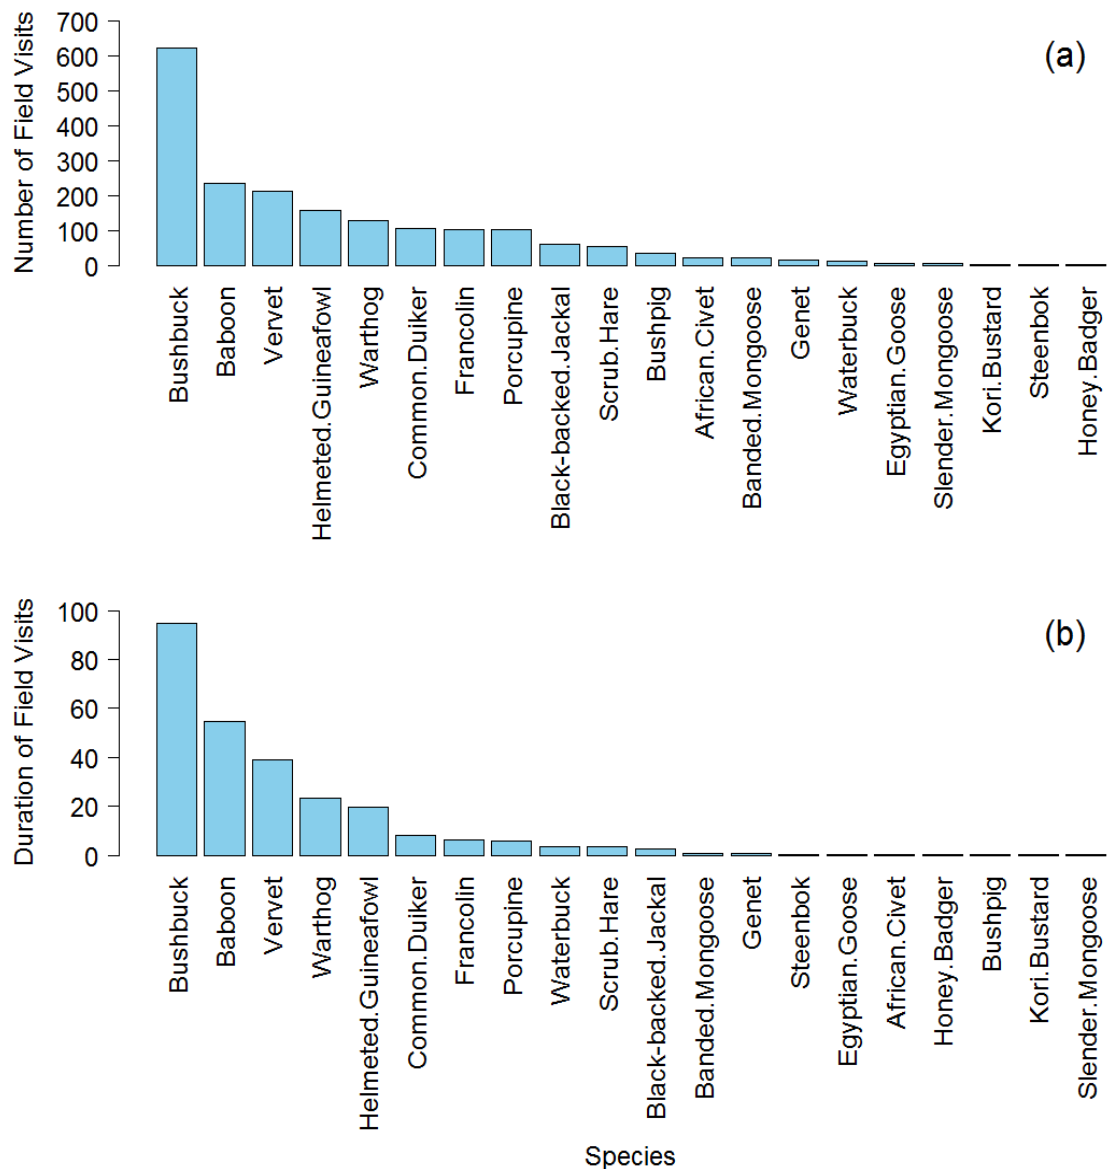 (a)
Number of Field Visits
700
600
500
400
300
200
100
0
Bushbuck
Baboon
Vervet
Helmeted.Guineafowl
Warthog
Common.Duiker
Francolin
Porcupine
Black-backed.Jackal
Scrub.Hare
Bushpig
African.Civet
Banded.Mongoose
Genet
Waterbuck
Egyptian.Goose
Slender.Mongoose
Kori.Bustard
Steenbok
Honey.Badger
(b)
Duration of Field Visits
100
80
60
40
20
0
Bushbuck
Baboon
Vervet
Warthog
Helmeted.Guineafowl
Common.Duiker
Francolin
Porcupine
Waterbuck
Scrub.Hare
Black-backed.Jackal
Banded.Mongoose
Genet
Steenbok
Egyptian.Goose
African.Civet
Honey.Badger
Bushpig
Kori.Bustard
Slender.Mongoose
Species